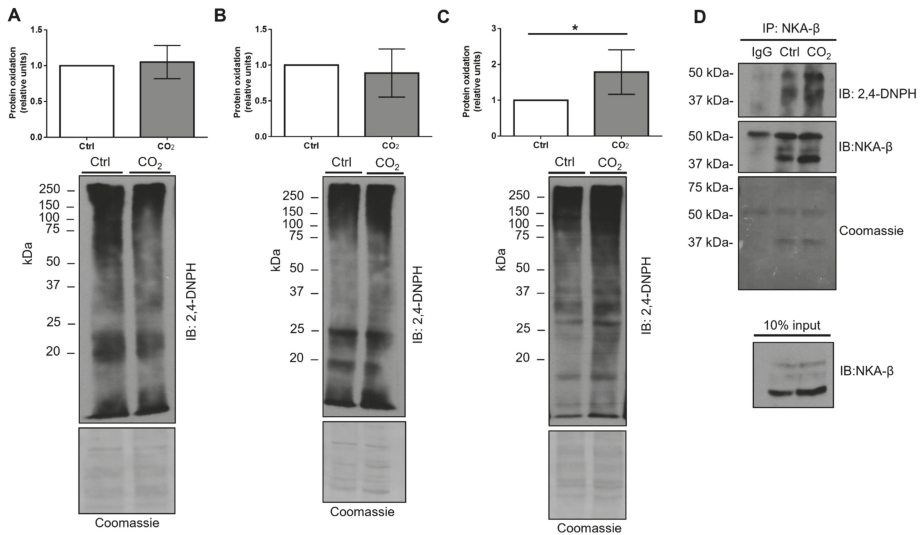 A
Protein oxidation
(relative units)
1.5
1.0
0.5
0.0
Ctrl
CO2
Ctrl
CO2
250
150
100
75
50
37
25
20
kDa
IB: 2,4-DNPH
Coomassie
B
Protein oxidation
(relative units)
1.5
1.0
0.5
0.0
Ctrl
CO2
Ctrl
CO2
250
150
100
75
50
37
25
20
kDa
IB: 2,4-DNPH
Coomassie
C
Protein oxidation
(relative units)
3
2
1
0
*
Ctrl
CO2
Ctrl
CO2
250
150
100
75
50
37
25
20
kDa
IB: 2,4-DNPH
Coomassie
D
IP: NKA-β
IgG Ctrl CO2
50 kDa-
37 kDa-
IB: 2,4-DNPH
50 kDa-
37 kDa-
IB:NKA-β
75 kDa-
50 kDa-
37 kDa-
Coomassie
10% input
IB:NKA-β